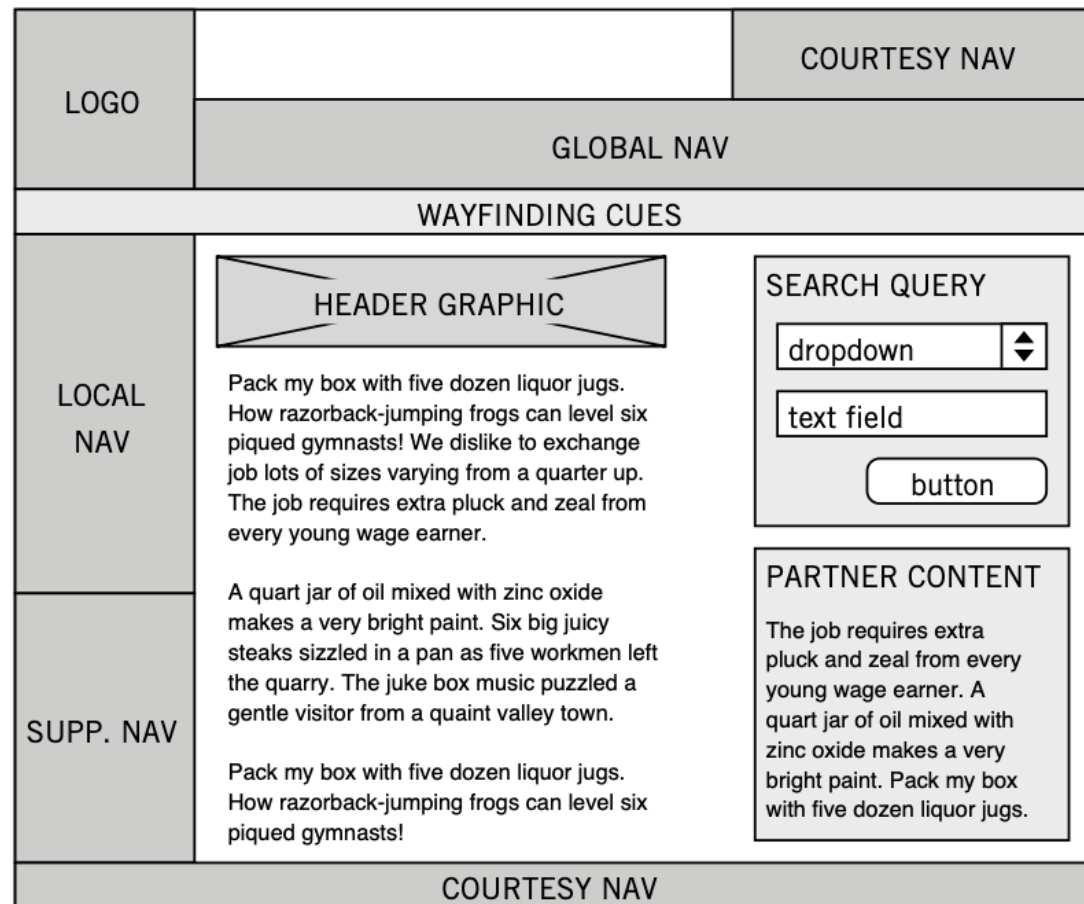 LOGO
COURTESY NAV
GLOBAL NAV
WAYFINDING CUES
LOCAL
NAV
SUPP. NAV
HEADER GRAPHIC
Pack my box with five dozen liquor jugs.
How razorback-jumping frogs can level six
piqued gymnasts! We dislike to exchange
job lots of sizes varying from a quarter up.
The job requires extra pluck and zeal from
every young wage earner.
A quart jar of oil mixed with zinc oxide
makes a very bright paint. Six big juicy
steaks sizzled in a pan as five workmen left
the quarry. The juke box music puzzled a
gentle visitor from a quaint valley town.
Pack my box with five dozen liquor jugs.
How razorback-jumping frogs can level six
piqued gymnasts!
SEARCH QUERY
dropdown
text field
button
PARTNER CONTENT
The job requires extra
pluck and zeal from every
young wage earner. A
quart jar of oil mixed with
zinc oxide makes a very
bright paint. Pack my box
with five dozen liquor jugs.
COURTESY NAV